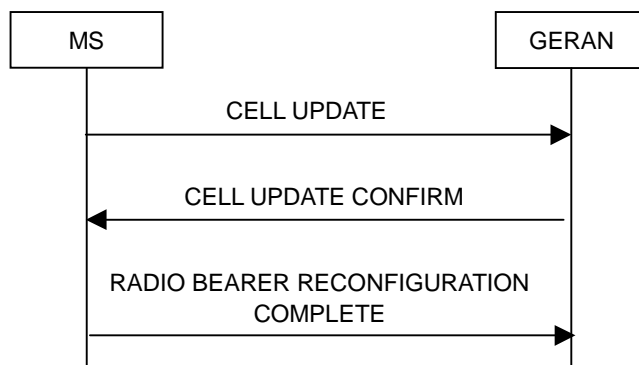 MS
GERAN
CELL UPDATE
CELL UPDATE CONFIRM
RADIO BEARER RECONFIGURATION
COMPLETE